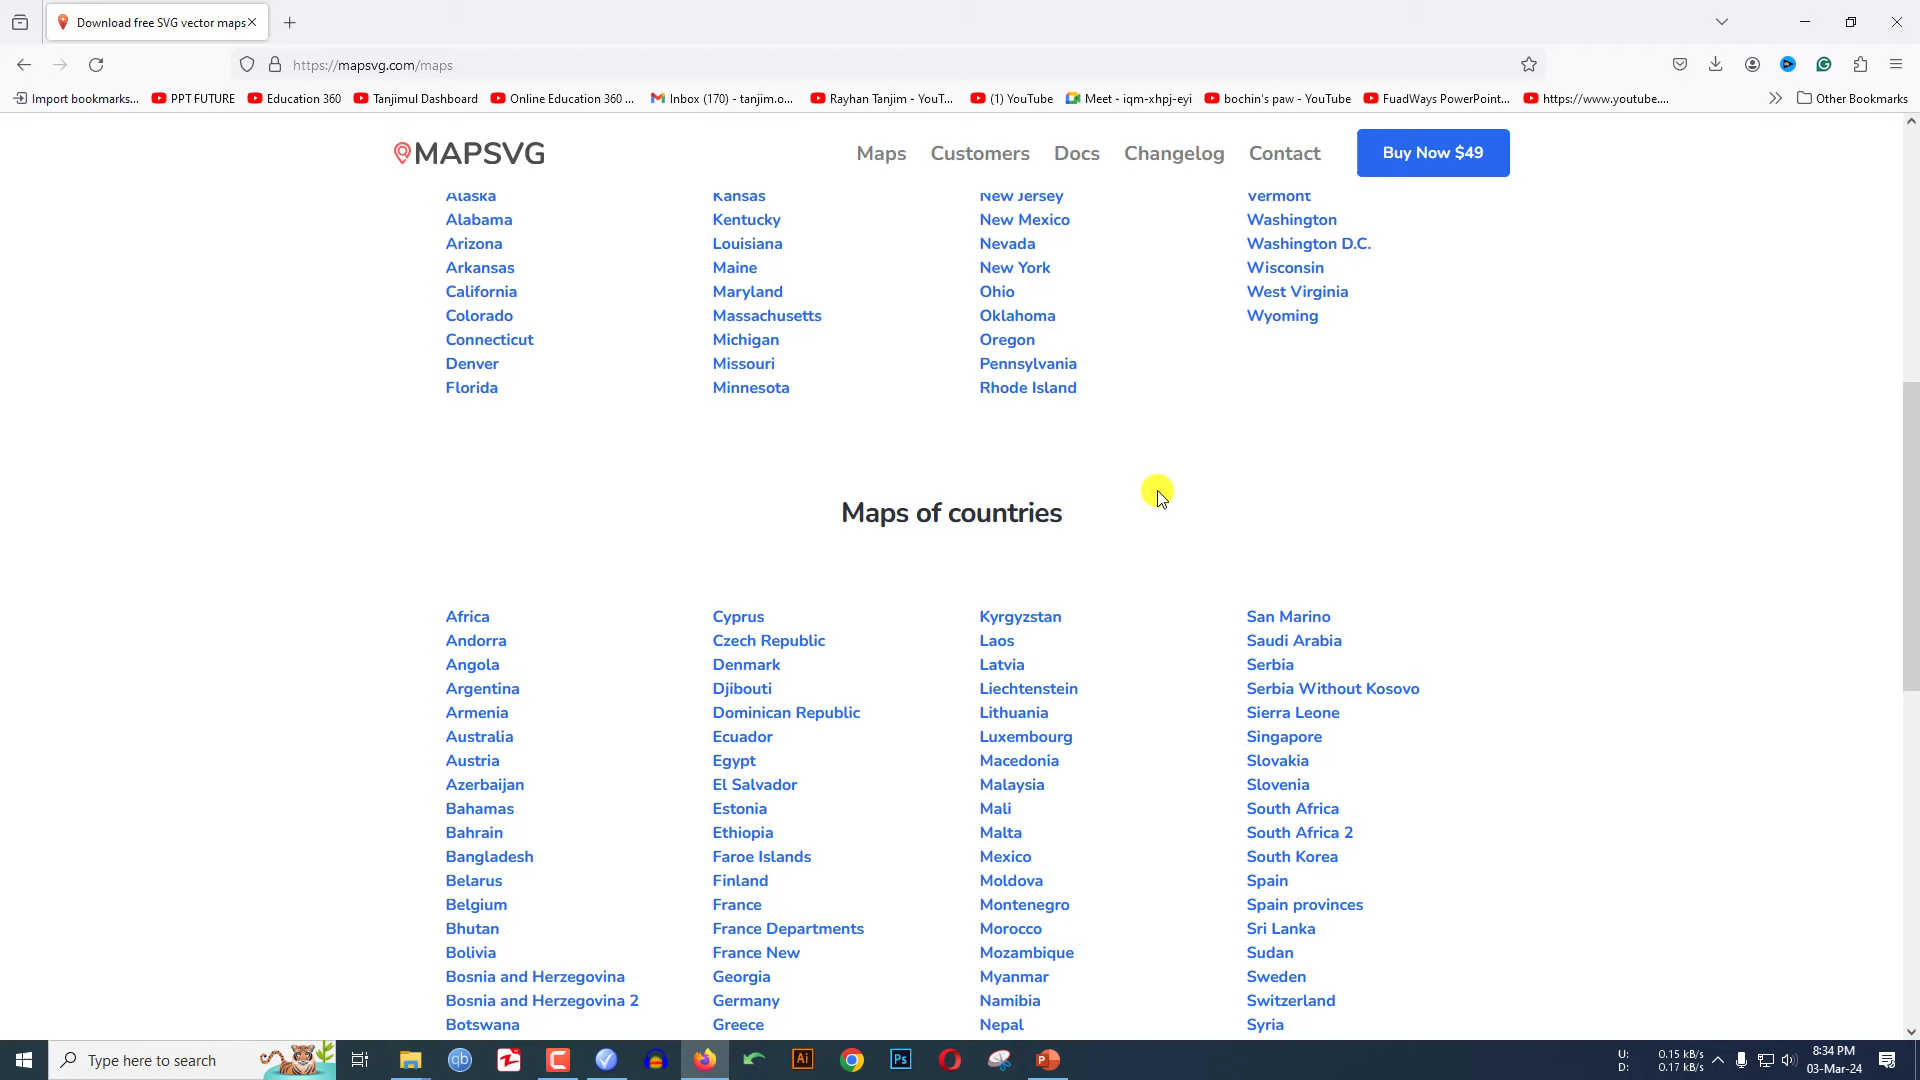 Download free SVG vector maps
https://mapsvg.com/maps
Import bookmarks...
PPT FUTURE
Education 360
Tanjimul Dashboard
Online Education 360 ...
Inbox (170) - tanjim.o...
Rayhan Tanjim - YouT...
(1) YouTube
Meet - iqm-xhpj-eyi
bochin's paw - YouTube
FuadWays PowerPoint...
https://www.youtube....
Other Bookmarks
MAPSVG
Maps
Customers
Docs
Changelog
Contact
Buy Now $49
Alaska
Alabama
Arizona
Arkansas
California
Colorado
Connecticut
Denver
Florida
Kansas
Kentucky
Louisiana
Maine
Maryland
Massachusetts
Michigan
Missouri
Minnesota
New Jersey
New Mexico
Nevada
New York
Ohio
Oklahoma
Oregon
Pennsylvania
Rhode Island
Vermont
Washington
Washington D.C.
Wisconsin
West Virginia
Wyoming
Maps of countries
Africa
Andorra
Angola
Argentina
Armenia
Australia
Austria
Azerbaijan
Bahamas
Bahrain
Bangladesh
Belarus
Belgium
Bhutan
Bolivia
Bosnia and Herzegovina
Bosnia and Herzegovina 2
Botswana
Cyprus
Czech Republic
Denmark
Djibouti
Dominican Republic
Ecuador
Egypt
El Salvador
Estonia
Ethiopia
Faroe Islands
Finland
France
France Departments
France New
Georgia
Germany
Greece
Kyrgyzstan
Laos
Latvia
Liechtenstein
Lithuania
Luxembourg
Macedonia
Malaysia
Mali
Malta
Mexico
Moldova
Montenegro
Morocco
Mozambique
Myanmar
Namibia
Nepal
San Marino
Saudi Arabia
Serbia
Serbia Without Kosovo
Sierra Leone
Singapore
Slovakia
Slovenia
South Africa
South Africa 2
South Korea
Spain
Spain provinces
Sri Lanka
Sudan
Sweden
Switzerland
Syria
Type here to search
qb
Ai
Ps
U: 0.15 kB/s
D: 0.17 kB/s
8:34 PM
03-Mar-24